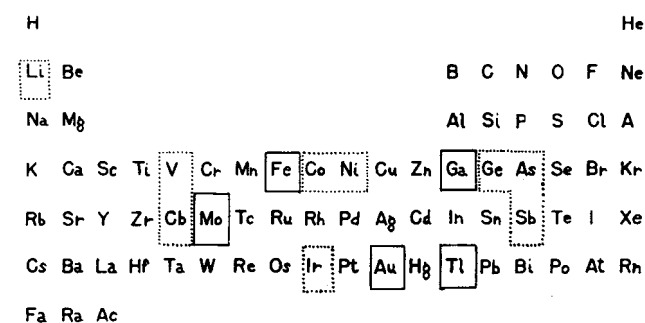 H He
Li Be B C N O F Ne
Na Mg Al Si P S Cl A
K Ca Sc Ti V Cr Mn Fe Co Ni Cu Zn Ga Ge As Se Br Kr
Rb Sr Y Zr Cb Mo Tc Ru Rh Pd Ag Cd In Sn Sb Te I Xe
Cs Ba La Hf Ta W Re Os Ir Pt Au Hg Tl Pb Bi Po At Rn
Fa Ra Ac